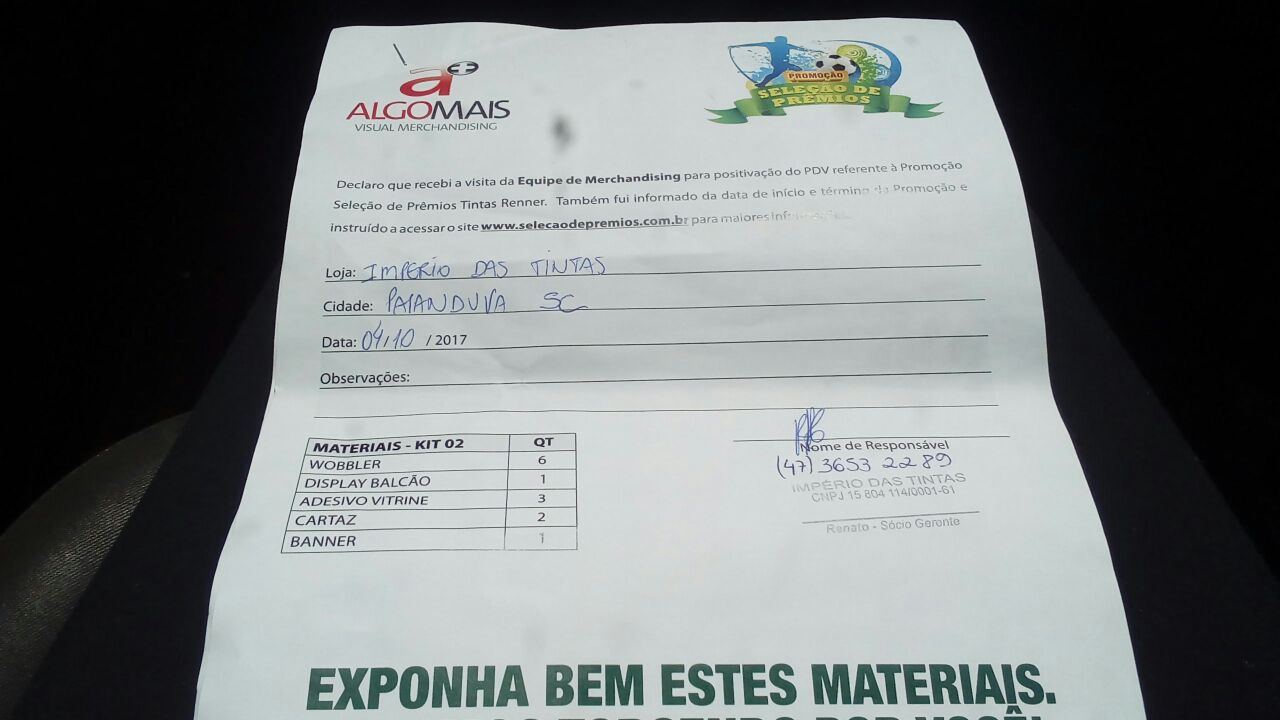 a+
ALGOMAIS
VISUAL MERCHANDISING
PROMOÇÃO
SELEÇÃO DE
PRÊMIOS
Declaro que recebi a visita da Equipe de Merchandising para positivação do PDV referente à Promoção
Seleção de Prêmios Tintas Renner. Também fui informado da data de início e término da Promoção e
instruído a acessar o site www.selecaodepremios.com.br para maiores
Loja: IMPERIO DAS TINTAS
Cidade: PAPANDUVA SC
Data: 04/10 / 2017
Observações:
MATERIAIS - KIT 02 QT
WOBBLER 6
DISPLAY BALCÃO 1
ADESIVO VITRINE 3
CARTAZ 2
BANNER 1
Nome de Responsável
(47) 3653 2289
IMPÉRIO DAS TINTAS
CNPJ 15 804 114/0001-61
Renato - Sócio Gerente
EXPONHA BEM ESTES MATERIAIS.